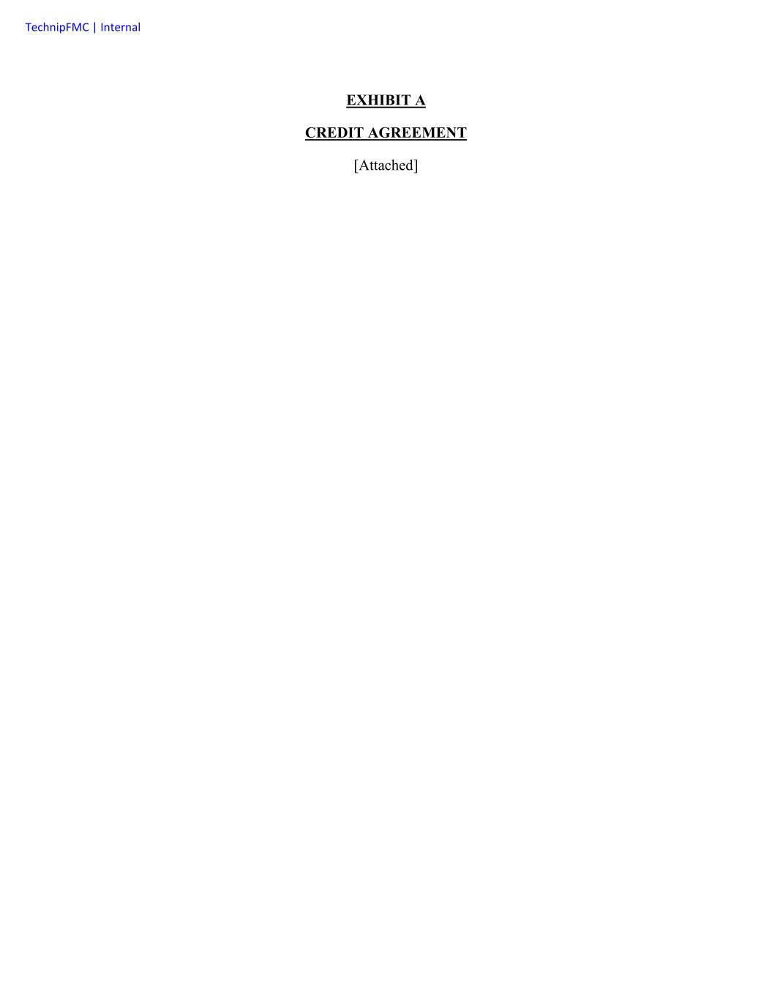 TechnipFMC | Internal
EXHIBIT A
CREDIT AGREEMENT
[Attached]